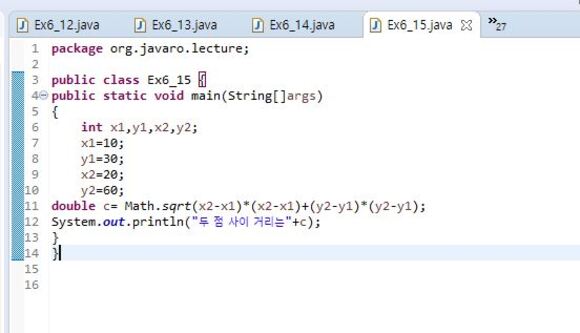 Ex6_12.java Ex6_13.java Ex6_14.java Ex6_15.java »27
1 package org.javaro.lecture;
2
3 public class Ex6_15 {
4 public static void main(String[]args)
5 {
6 int x1,y1,x2,y2;
7 x1=10;
8 y1=30;
9 x2=20;
10 y2=60;
11 double c= Math.sqrt(x2-x1)*(x2-x1)+(y2-y1)*(y2-y1);
12 System.out.println("두 점 사이 거리는"+c);
13 }
14 }
15
16